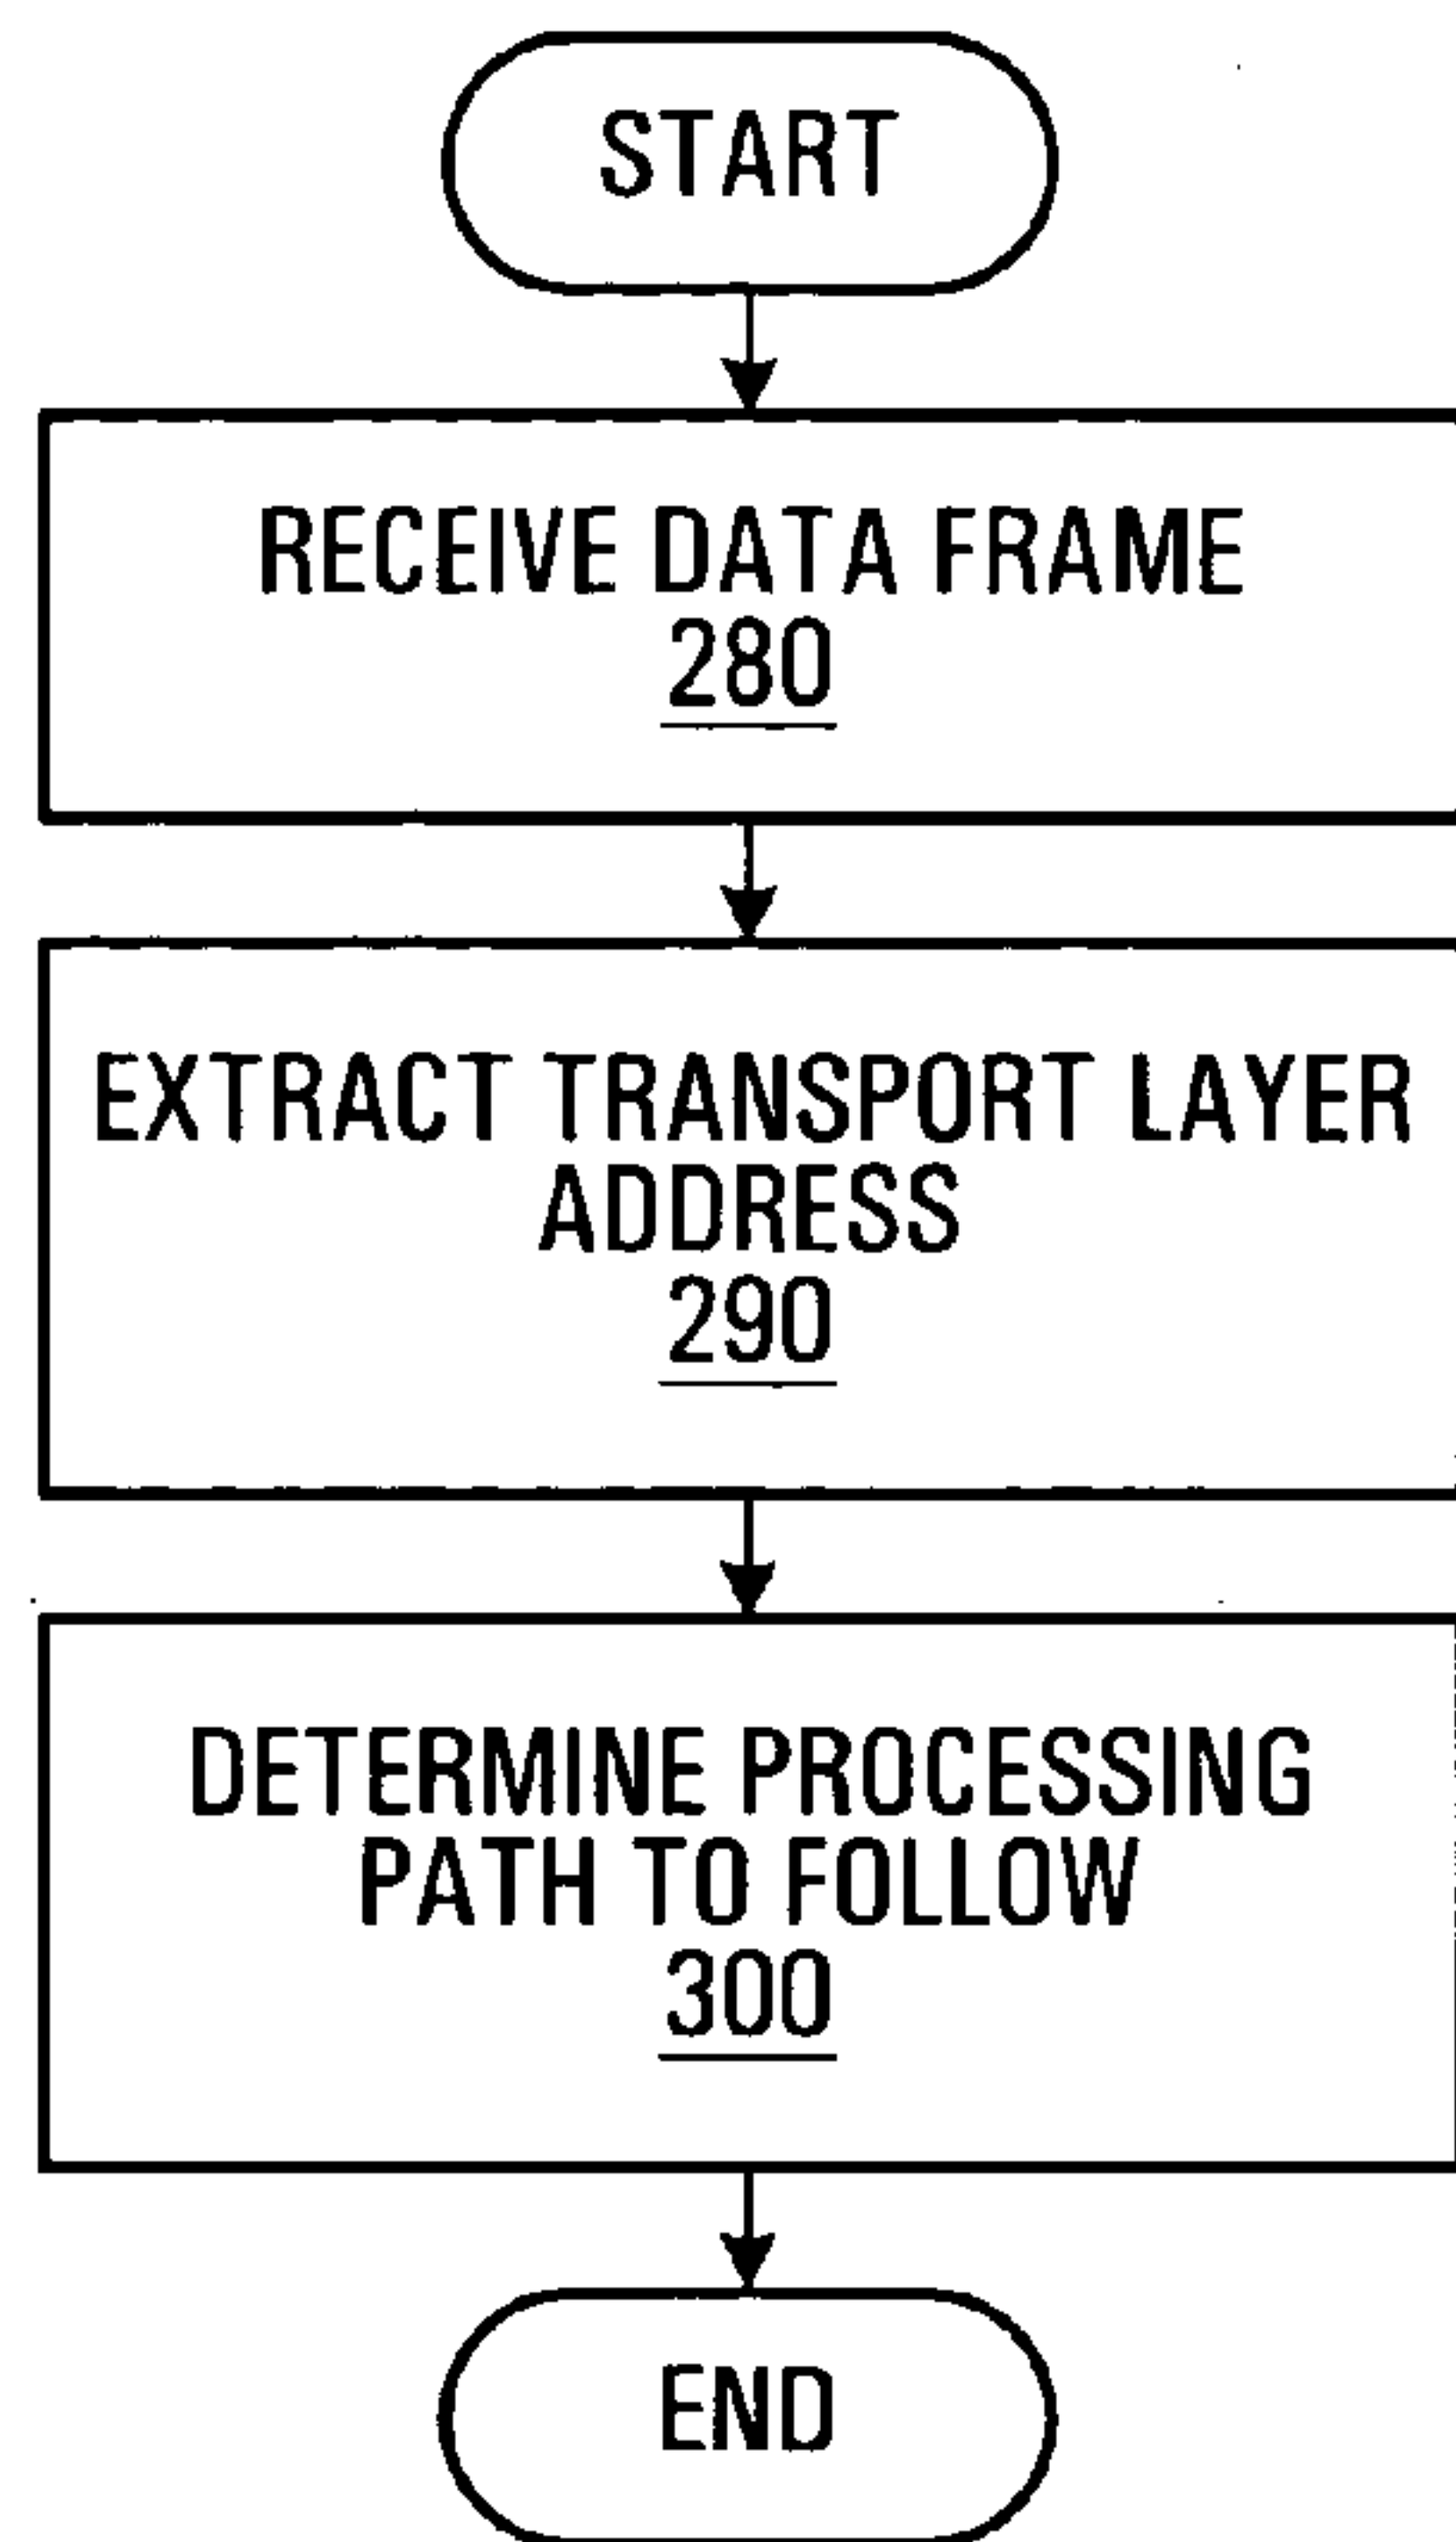 START
RECEIVE DATA FRAME
280
EXTRACT TRANSPORT LAYER
ADDRESS
290
DETERMINE PROCESSING
PATH TO FOLLOW
300
END